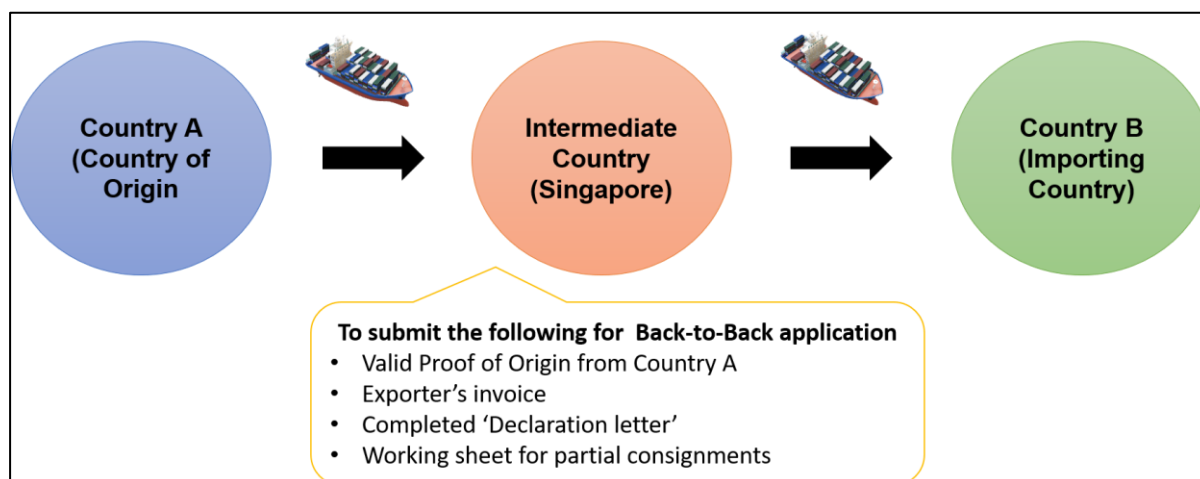 Country A
(Country of
Origin
Intermediate
Country
(Singapore)
Country B
(Importing
Country)
To submit the following for Back-to-Back application
• Valid Proof of Origin from Country A
• Exporter’s invoice
• Completed ‘Declaration letter’
• Working sheet for partial consignments